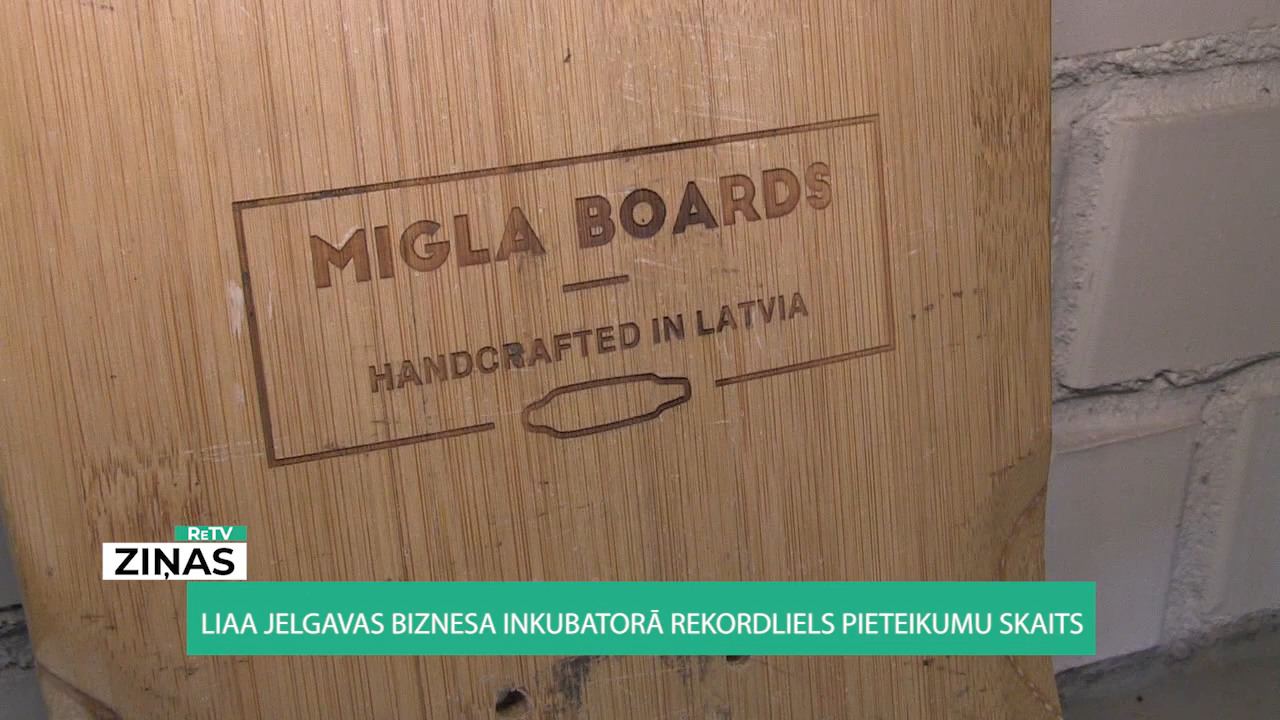 MIGLA BOARDS
HANDCRAFTED IN LATVIA
RETV
ZIŅAS
LIAA JELGAVAS BIZNESA INKUBATORĀ REKORDLIELS PIETEIKUMU SKAITS